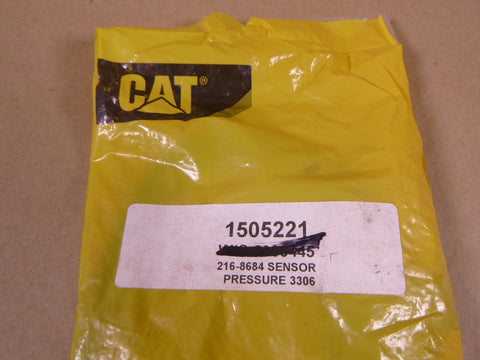 CAT®
1505221
216-8684 SENSOR
PRESSURE 3306